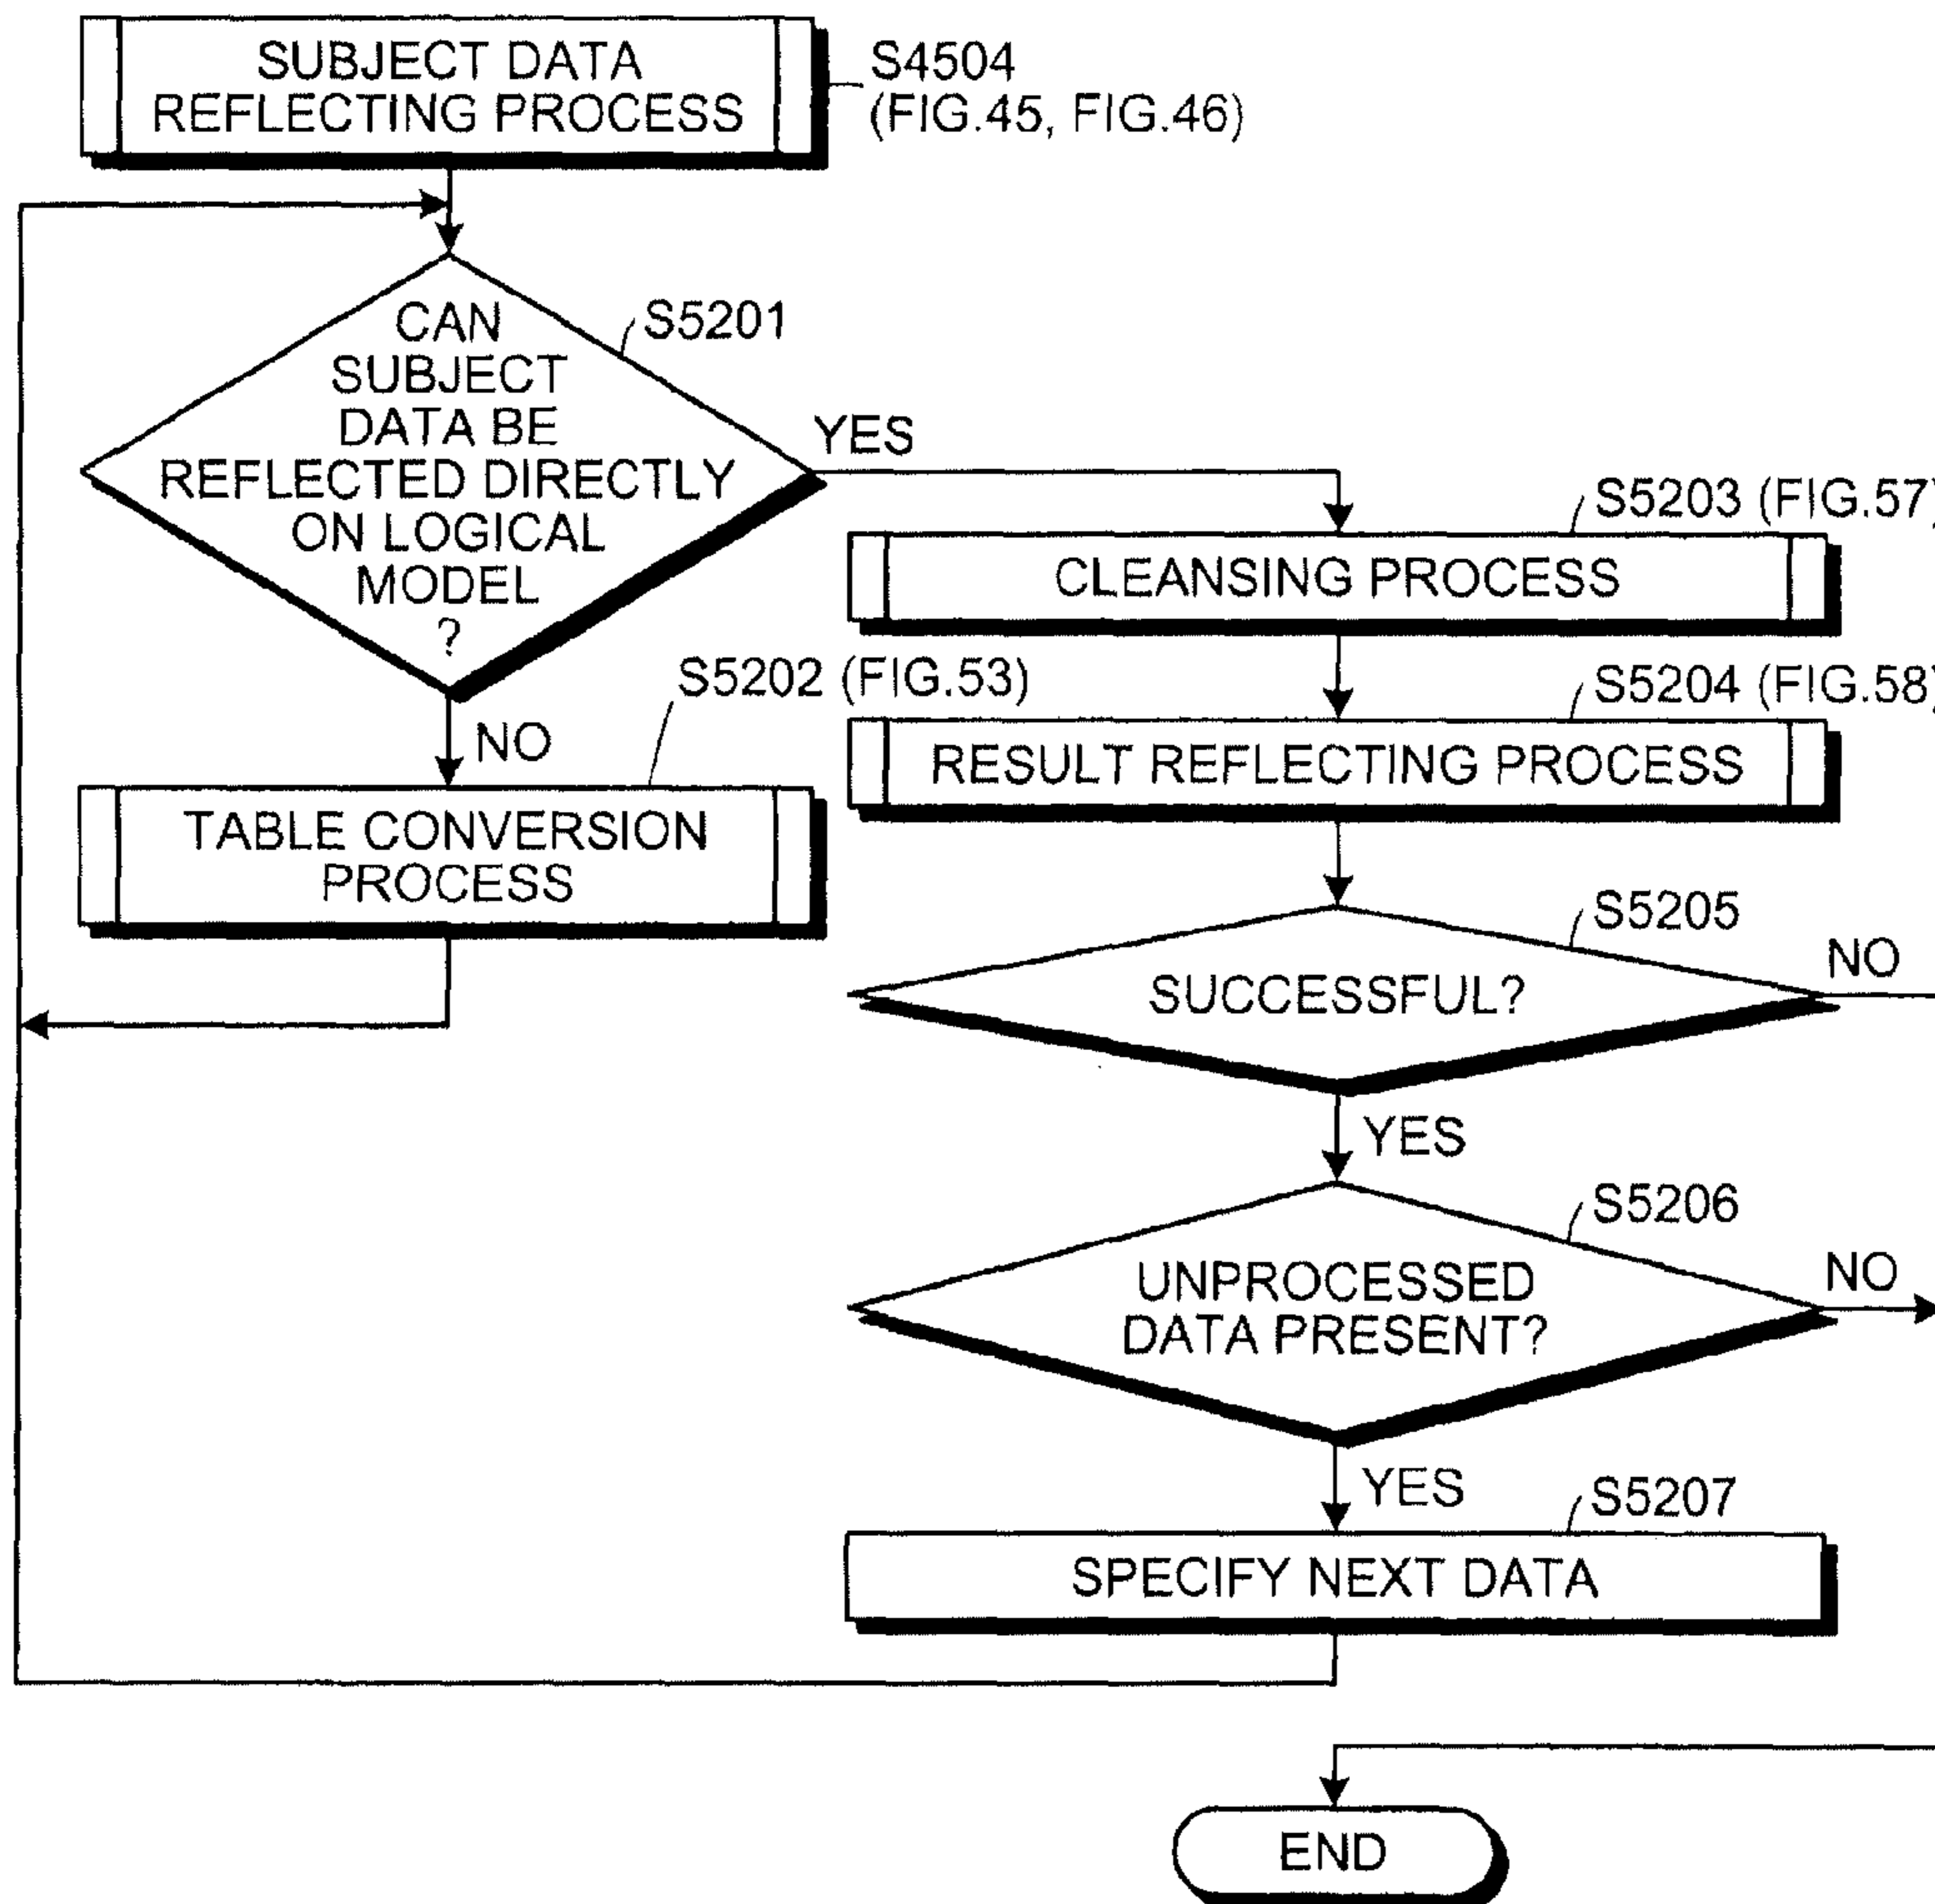 SUBJECT DATA
REFLECTING PROCESS
S4504
(FIG.45, FIG.46)
CAN
SUBJECT
DATA BE
REFLECTED DIRECTLY
ON LOGICAL
MODEL
?
S5201
YES
NO
S5202 (FIG.53)
TABLE CONVERSION
PROCESS
S5203 (FIG.57)
CLEANSING PROCESS
S5204 (FIG.58)
RESULT REFLECTING PROCESS
S5205
SUCCESSFUL?
NO
YES
S5206
UNPROCESSED
DATA PRESENT?
NO
YES
S5207
SPECIFY NEXT DATA
END